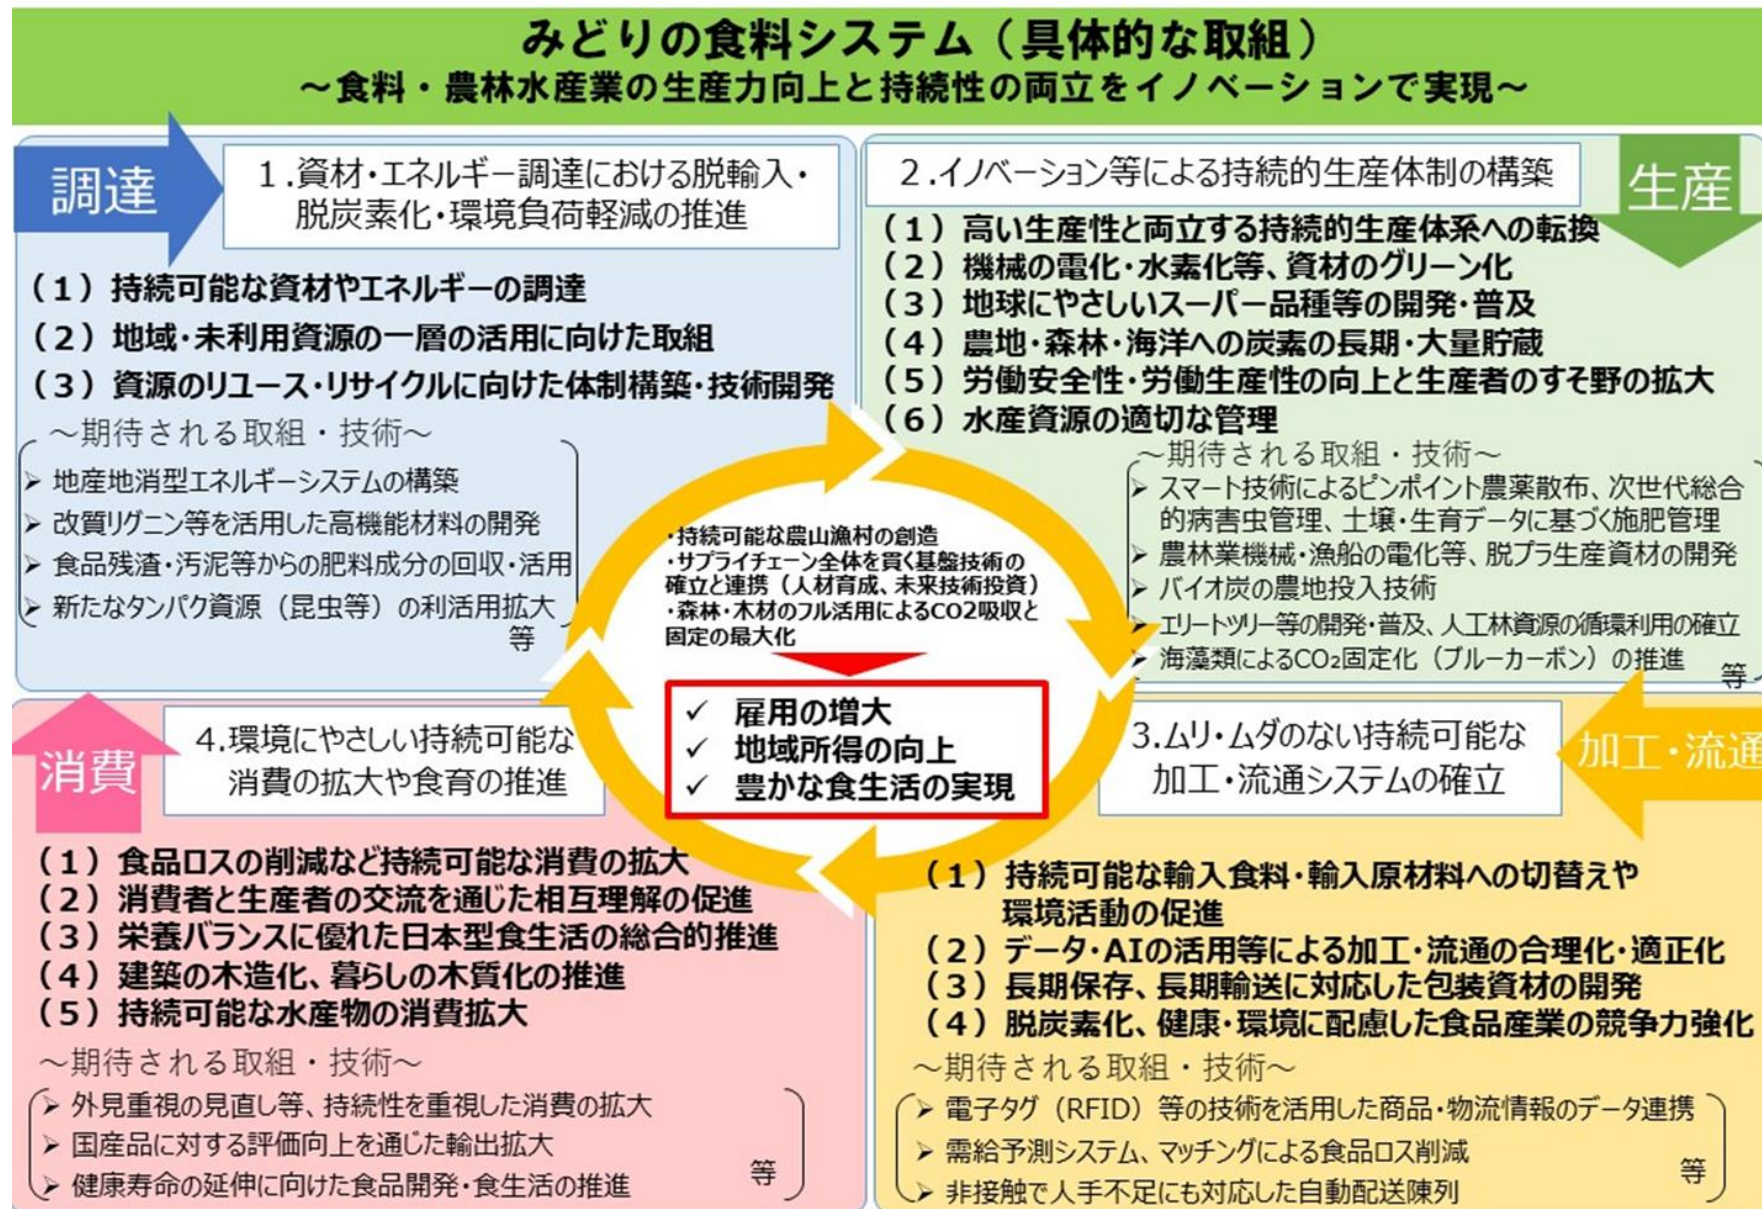 みどりの食料システム（具体的な取組）
～食料・農林水産業の生産力向上と持続性の両立をイノベーションで実現～
調達
１.資材・エネルギー調達における脱輸入・
脱炭素化・環境負荷軽減の推進
（１）持続可能な資材やエネルギーの調達
（２）地域・未利用資源の一層の活用に向けた取組
（３）資源のリユース・リサイクルに向けた体制構築・技術開発
～期待される取組・技術～
➢ 地産地消型エネルギーシステムの構築
➢ 改質リグニン等を活用した高機能材料の開発
➢ 食品残渣・汚泥等からの肥料成分の回収・活用
➢ 新たなタンパク資源（昆虫等）の利活用拡大
等
２.イノベーション等による持続的生産体制の構築
生産
（１）高い生産性と両立する持続的生産体系への転換
（２）機械の電化・水素化等、資材のグリーン化
（３）地球にやさしいスーパー品種等の開発・普及
（４）農地・森林・海洋への炭素の長期・大量貯蔵
（５）労働安全性・労働生産性の向上と生産者のすそ野の拡大
（６）水産資源の適切な管理
～期待される取組・技術～
➢ スマート技術によるピンポイント農薬散布、次世代総合
的病害虫管理、土壌・生育データに基づく施肥管理
➢ 農林業機械・漁船の電化等、脱プラ生産資材の開発
➢ バイオ炭の農地投入技術
➢ エリートツリー等の開発・普及、人工林資源の循環利用の確立
➢ 海藻類によるCO₂固定化（ブルーカーボン）の推進
等
・持続可能な農山漁村の創造
・サプライチェーン全体を貫く基盤技術の
確立と連携（人材育成、未来技術投資）
・森林・木材のフル活用によるCO2吸収と
固定の最大化
✓ 雇用の増大
✓ 地域所得の向上
✓ 豊かな食生活の実現
3.ムリ・ムダのない持続可能な
加工・流通システムの確立
加工・流通
（１）持続可能な輸入食料・輸入原材料への切替えや
環境活動の促進
（２）データ・AIの活用等による加工・流通の合理化・適正化
（３）長期保存、長期輸送に対応した包装資材の開発
（４）脱炭素化、健康・環境に配慮した食品産業の競争力強化
～期待される取組・技術～
➢ 電子タグ（RFID）等の技術を活用した商品・物流情報のデータ連携
➢ 需給予測システム、マッチングによる食品ロス削減
➢ 非接触で人手不足にも対応した自動配送陳列
等
消費
4.環境にやさしい持続可能な
消費の拡大や食育の推進
（１）食品ロスの削減など持続可能な消費の拡大
（２）消費者と生産者の交流を通じた相互理解の促進
（３）栄養バランスに優れた日本型食生活の総合的推進
（４）建築の木造化、暮らしの木質化の推進
（５）持続可能な水産物の消費拡大
～期待される取組・技術～
➢ 外見重視の見直し等、持続性を重視した消費の拡大
➢ 国産品に対する評価向上を通じた輸出拡大
➢ 健康寿命の延伸に向けた食品開発・食生活の推進
等